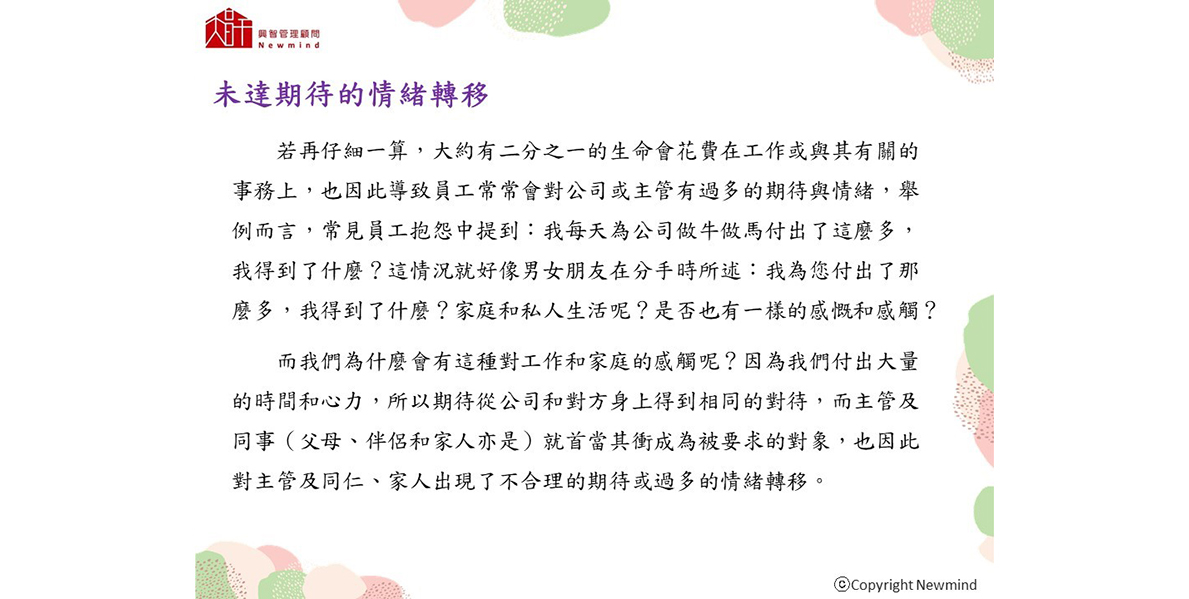 興智管理顧問
Newmind
未達期待的情緒轉移
若再仔細一算，大約有二分之一的生命會花費在工作或與其有關的
事務上，也因此導致員工常常會對公司或主管有過多的期待與情緒，舉
例而言，常見員工抱怨中提到：我每天為公司做牛做馬付出了這麼多，
我得到了什麼？這情況就好像男女朋友在分手時所述：我為您付出了那
麼多，我得到了什麼？家庭和私人生活呢？是否也有一樣的感慨和感觸？
而我們為什麼會有這種對工作和家庭的感觸呢？因為我們付出大量
的時間和心力，所以期待從公司和對方身上得到相同的對待，而主管及
同事（父母、伴侶和家人亦是）就首當其衝成為被要求的對象，也因此
對主管及同仁、家人出現了不合理的期待或過多的情緒轉移。
ⓒCopyright Newmind